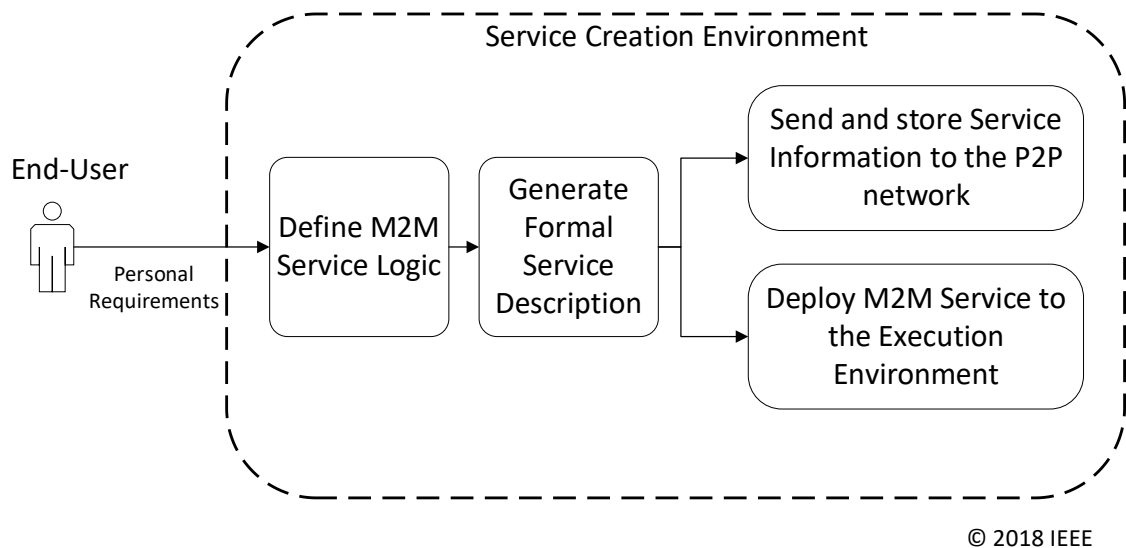 Service Creation Environment
End-User
Personal
Requirements
Define M2M
Service Logic
Generate
Formal
Service
Description
Send and store Service
Information to the P2P
network
Deploy M2M Service to
the Execution
Environment
© 2018 IEEE